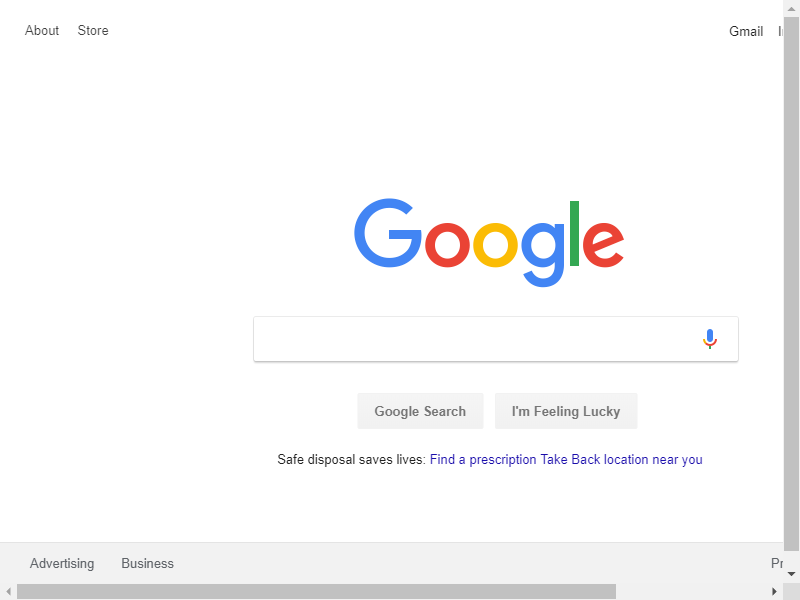 About Store
Gmail
Google
Google Search I'm Feeling Lucky
Safe disposal saves lives: Find a prescription Take Back location near you
Advertising Business